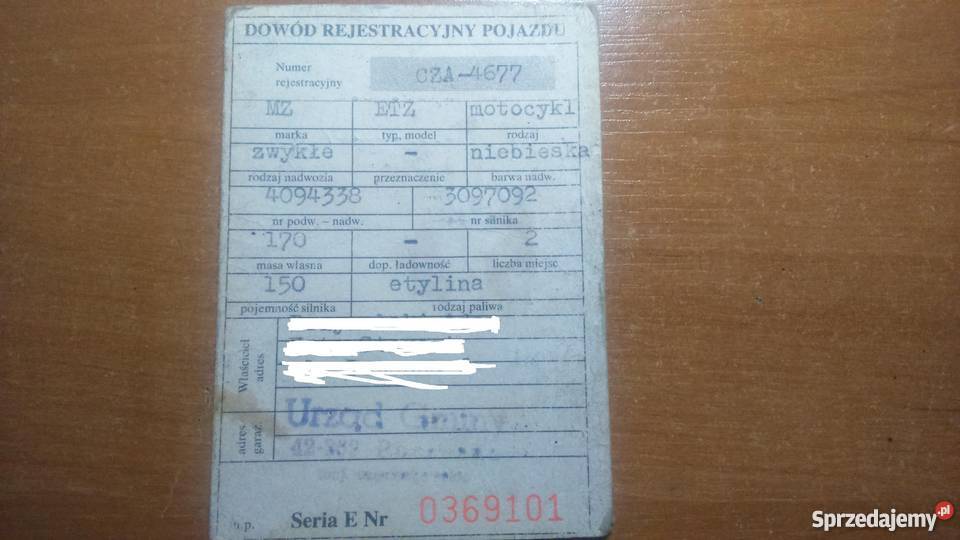 DOWÓD REJESTRACYJNY POJAZDU
Numer rejestracyjny
CZA-4677
MZ ETZ motocykl
marka typ, model rodzaj
zwykłe - niebieska
rodzaj nadwozia przeznaczenie barwa nadw.
4094338 3097092
nr podw. - nadw. nr silnika
170 - 2
masa własna dop. ładowność liczba miejsc
150 etylina
pojemność silnika rodzaj paliwa
Właściciel adres
Urząd Gminy
adres garaż.
m.p. Seria E Nr 0369101
Sprzedajemy.pl